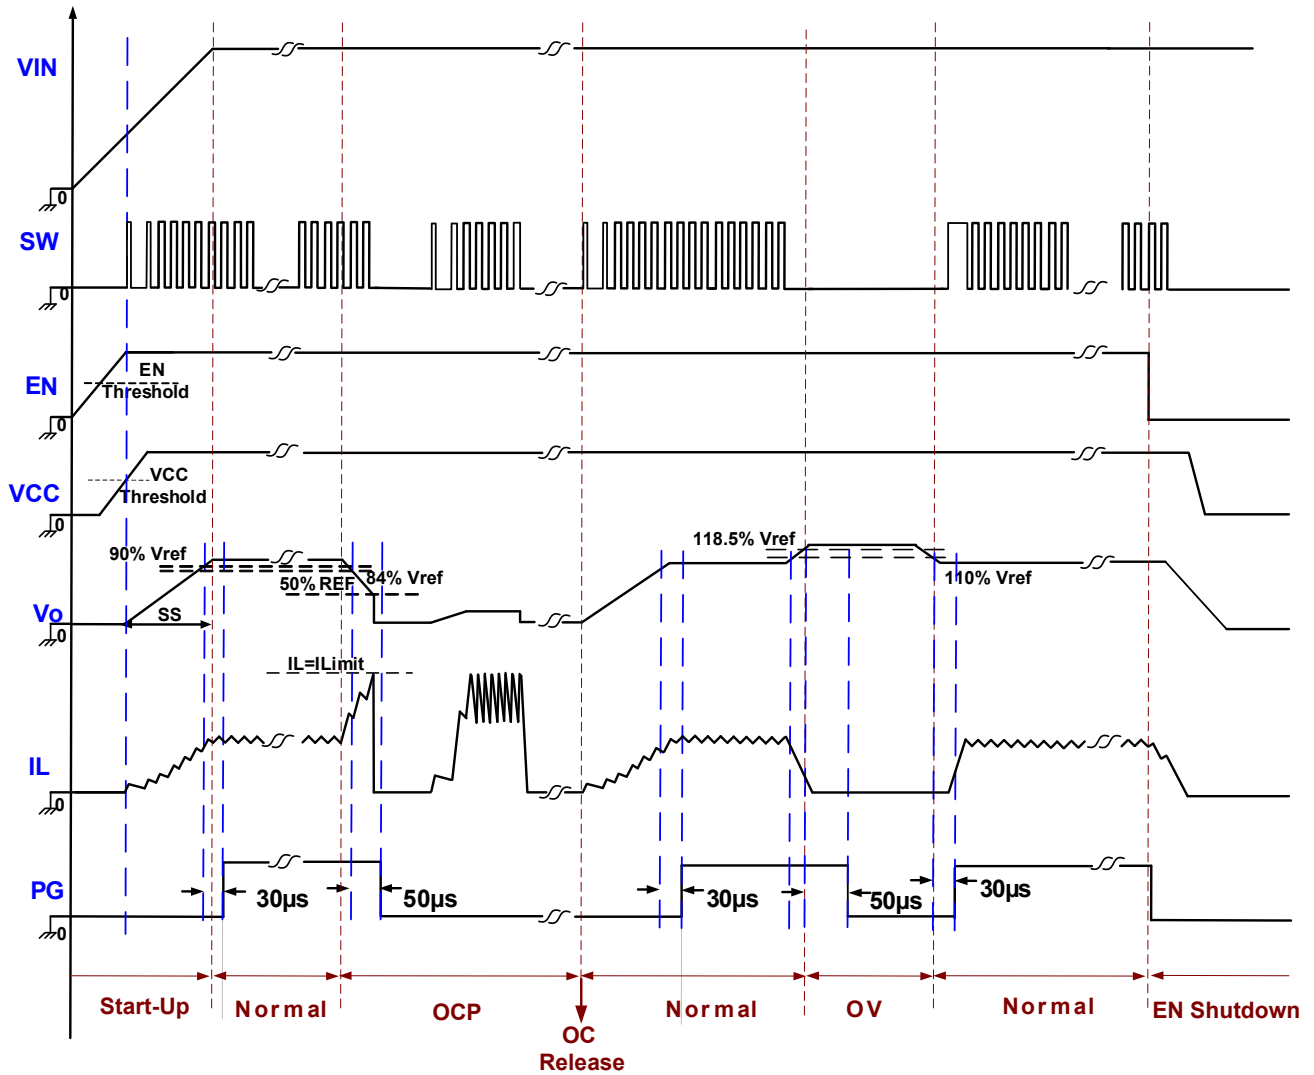 VIN
0
SW
0
EN
Threshold
EN
0
VCC
Threshold
VCC
0
118.5% Vref
90% Vref
50% REF
84% Vref
110% Vref
Vo
SS
0
IL=ILimit
IL
0
PG
30µs
50µs
30µs
50µs
30µs
0
Start-Up
Normal
OCP
Normal
OV
Normal
EN Shutdown
OC
Release